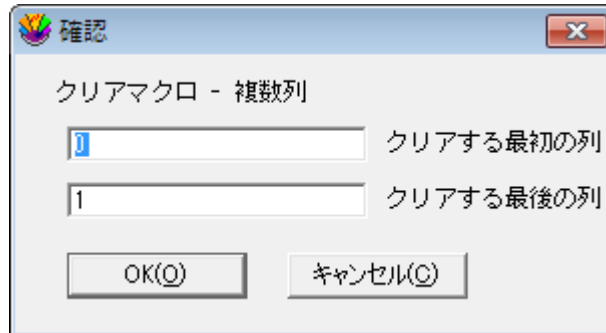 確認
クリアマクロ - 複数列
0 クリアする最初の列
1 クリアする最後の列
OK(O) キャンセル(C)